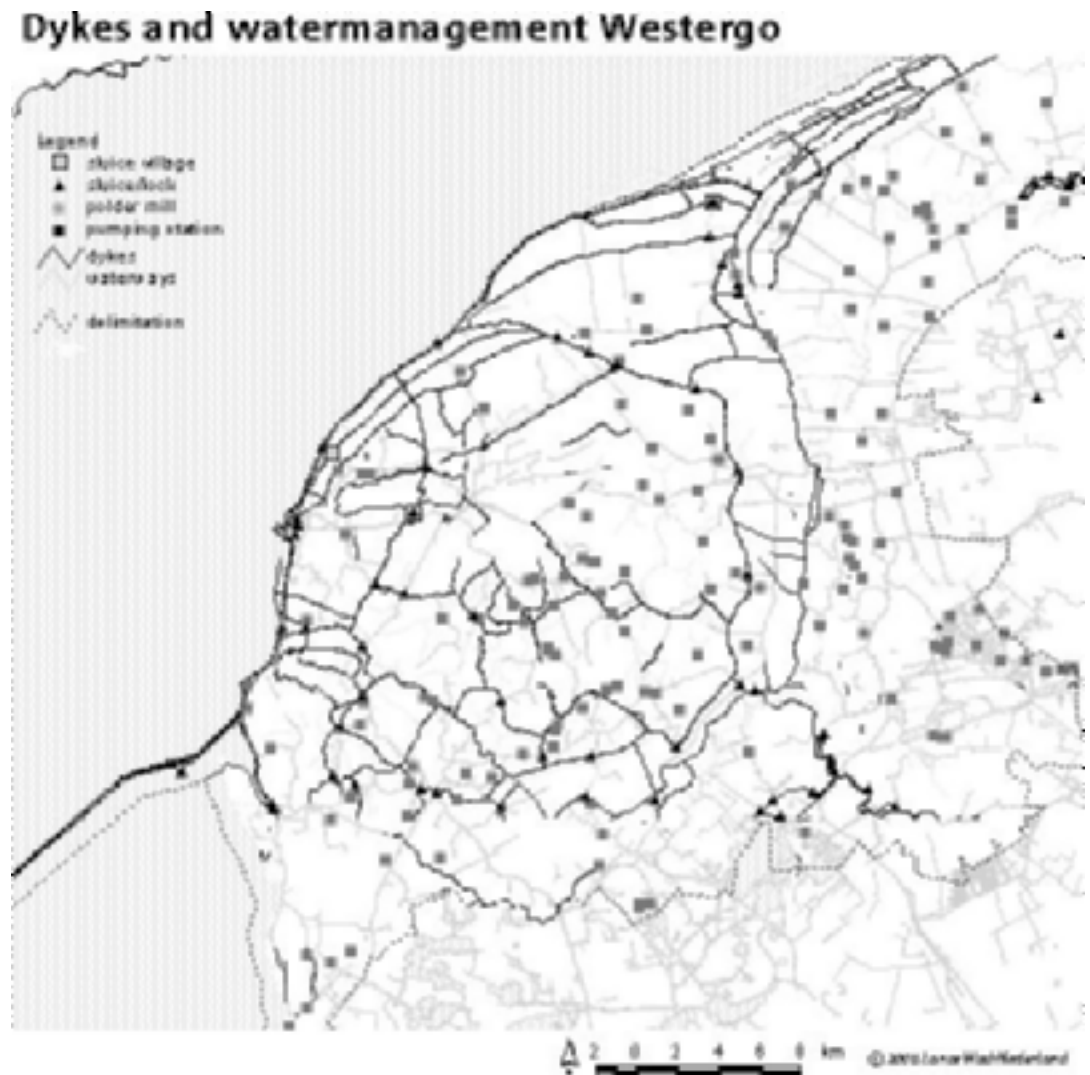 Dykes and watermanagement Westergo
Legend
sluice village
sluice/lock
polder mill
pumping station
dykes
waterways
delimitation
2 0 2 4 6 8 km